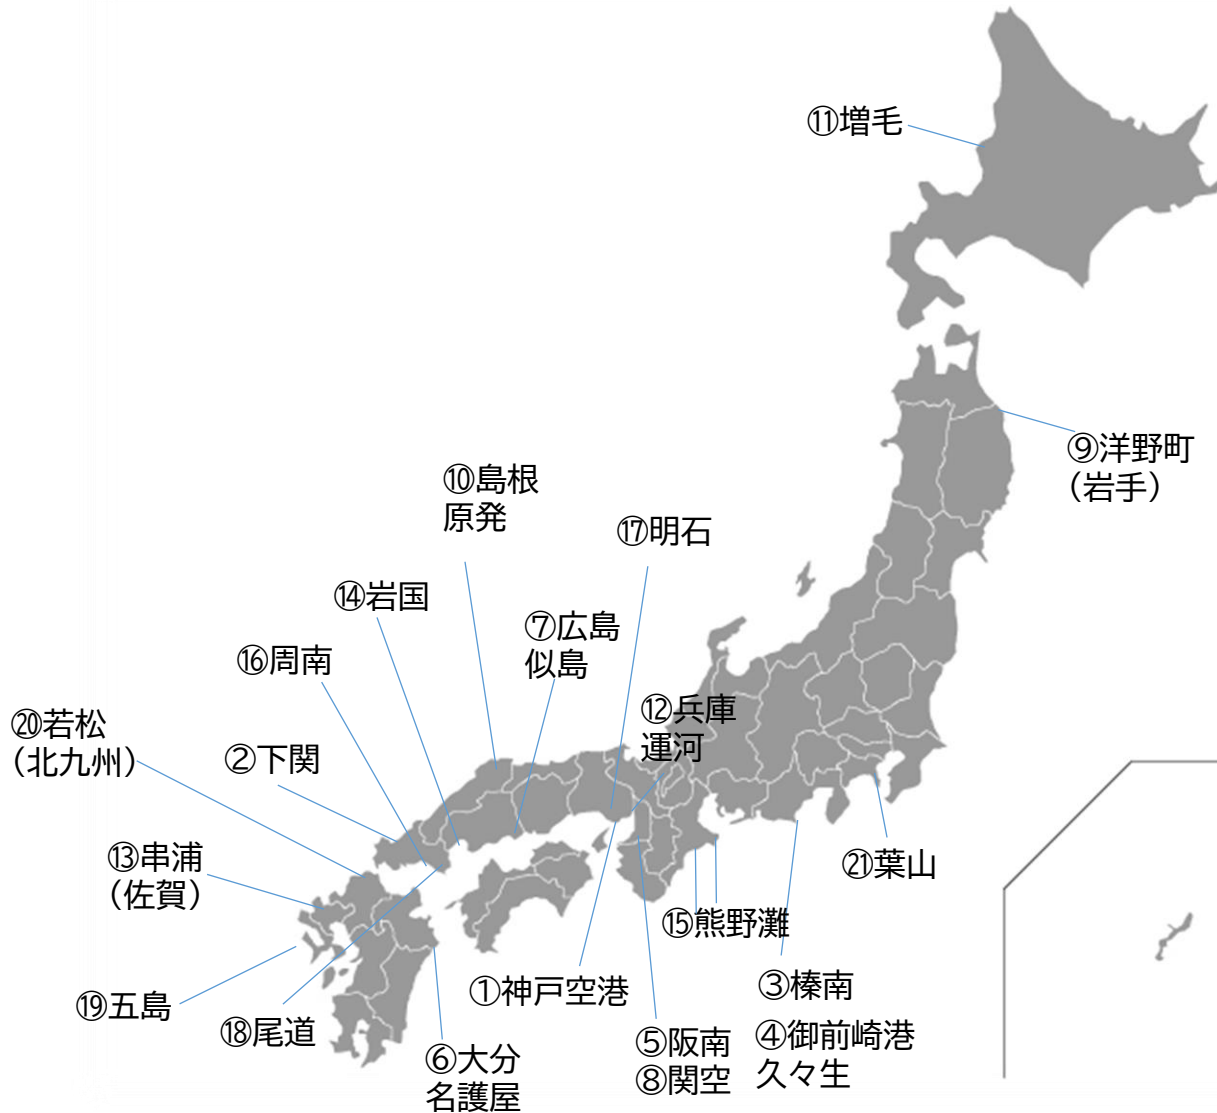 ⑪増毛
⑨洋野町
（岩手）
⑩島根
原発
⑰明石
⑭岩国
⑦広島
似島
⑯周南
⑫兵庫
運河
⑳若松
（北九州）
②下関
⑬串浦
（佐賀）
㉑葉山
⑮熊野灘
①神戸空港
③榛南
⑲五島
⑱尾道
⑤阪南
⑧関空
④御前崎港
久々生
⑥大分
名護屋